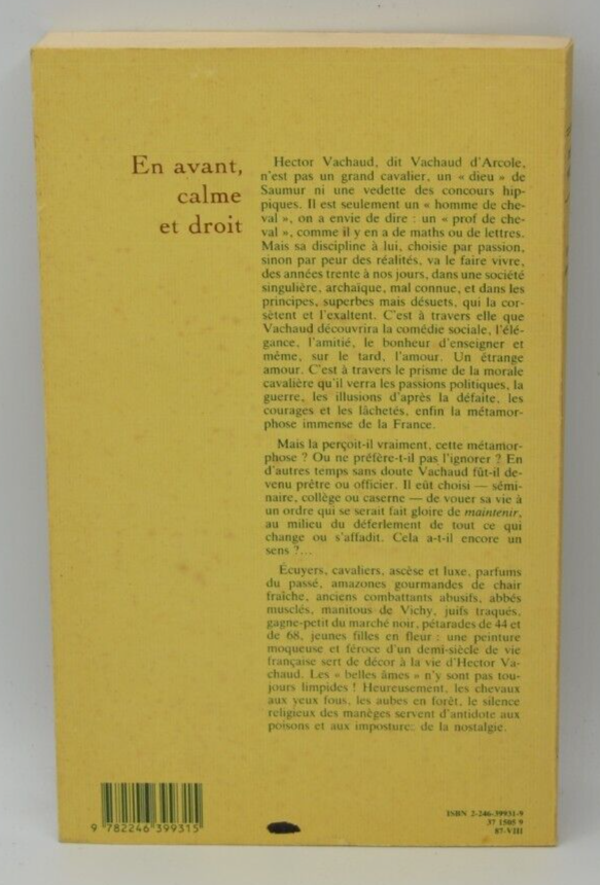 En avant,
calme
et droit
Hector Vachaud, dit Vachaud d'Arcole,
n'est pas un grand cavalier, un « dieu » de
Saumur ni une vedette des concours hip-
piques. Il est seulement un « homme de che-
val », on a envie de dire : un « prof de che-
val », comme il y en a de maths ou de lettres.
Mais sa discipline à lui, choisie par passion,
sinon par peur des réalités, va le faire vivre,
des années trente à nos jours, dans une société
singulière, archaïque, mal connue, et dans les
principes, superbes mais désuets, qui la cor-
sètent et l'exaltent. C'est à travers elle que
Vachaud découvrira la comédie sociale, l'élé-
gance, l'amitié, le bonheur d'enseigner et
même, sur le tard, l'amour. Un étrange
amour. C'est à travers le prisme de la morale
cavalière qu'il verra les passions politiques, la
guerre, les illusions d'après la défaite, les
courages et les lâchetés, enfin la métamor-
phose immense de la France.
Mais la perçoit-il vraiment, cette métamor-
phose ? Ou ne préfère-t-il pas l'ignorer ? En
d'autres temps sans doute Vachaud fût-il de-
venu prêtre ou officier. Il eût choisi — sémi-
naire, collège ou caserne — de vouer sa vie à
un ordre qui se serait fait gloire de maintenir,
au milieu du déferlement de tout ce qui
change ou s'affadit. Cela a-t-il encore un
sens ?...
Écuyers, cavaliers, ascèse et luxe, parfums
du passé, amazones gourmandes de chair
fraîche, anciens combattants abusifs, abbés
musclés, manitous de Vichy, juifs traqués,
gagne-petit du marché noir, pétarades de 44 et
de 68, jeunes filles en fleur : une peinture
moqueuse et féroce d'un demi-siècle de vie
française sert de décor à la vie d'Hector Va-
chaud. Les « belles âmes » n'y sont pas tou-
jours limpides ! Heureusement, les chevaux
aux yeux fous, les aubes en forêt, le silence
religieux des manèges servent d'antidote aux
poisons et aux imposture: de la nostalgie.
ISBN 2-246-39931-9
37 1505 9
87-VIII
9 782246 399315